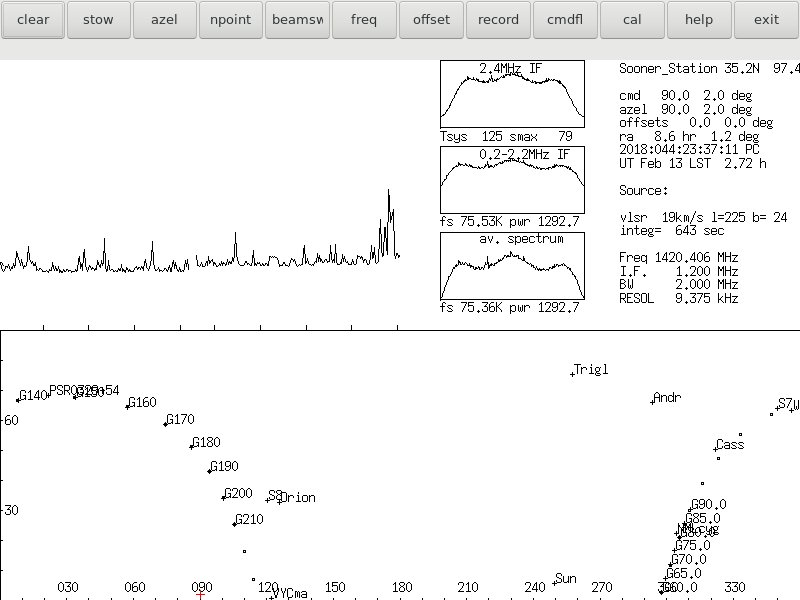 clear stow azel npoint beamsw freq offset record cmdfl cal help exit
2.4MHz IF
Tsys 125 smax 79
0.2-2.2MHz IF
fs 75.53K pwr 1292.7
av. spectrum
fs 75.36K pwr 1292.7
Sooner_Station 35.2N 97.4
cmd 90.0 2.0 deg
azel 90.0 2.0 deg
offsets 0.0 0.0 deg
ra 8.6 hr 1.2 deg
2018:044:23:37:11 PC
UT Feb 13 LST 2.72 h
Source:
vlsr 19km/s l=225 b= 24
integ= 643 sec
Freq 1420.406 MHz
I.F. 1.200 MHz
BW 2.000 MHz
RESOL 9.375 kHz
Trigl
G140 PSR0329+54
Andr
G160
S7W
60
G170
G180
Cass
G190
G200
S8
Orion
G90.0
30
G210
G85.0
G75.0
G70.0
Sun
G65.0
VYCma
G60.0
030 060 090 120 150 180 210 240 270 300 330